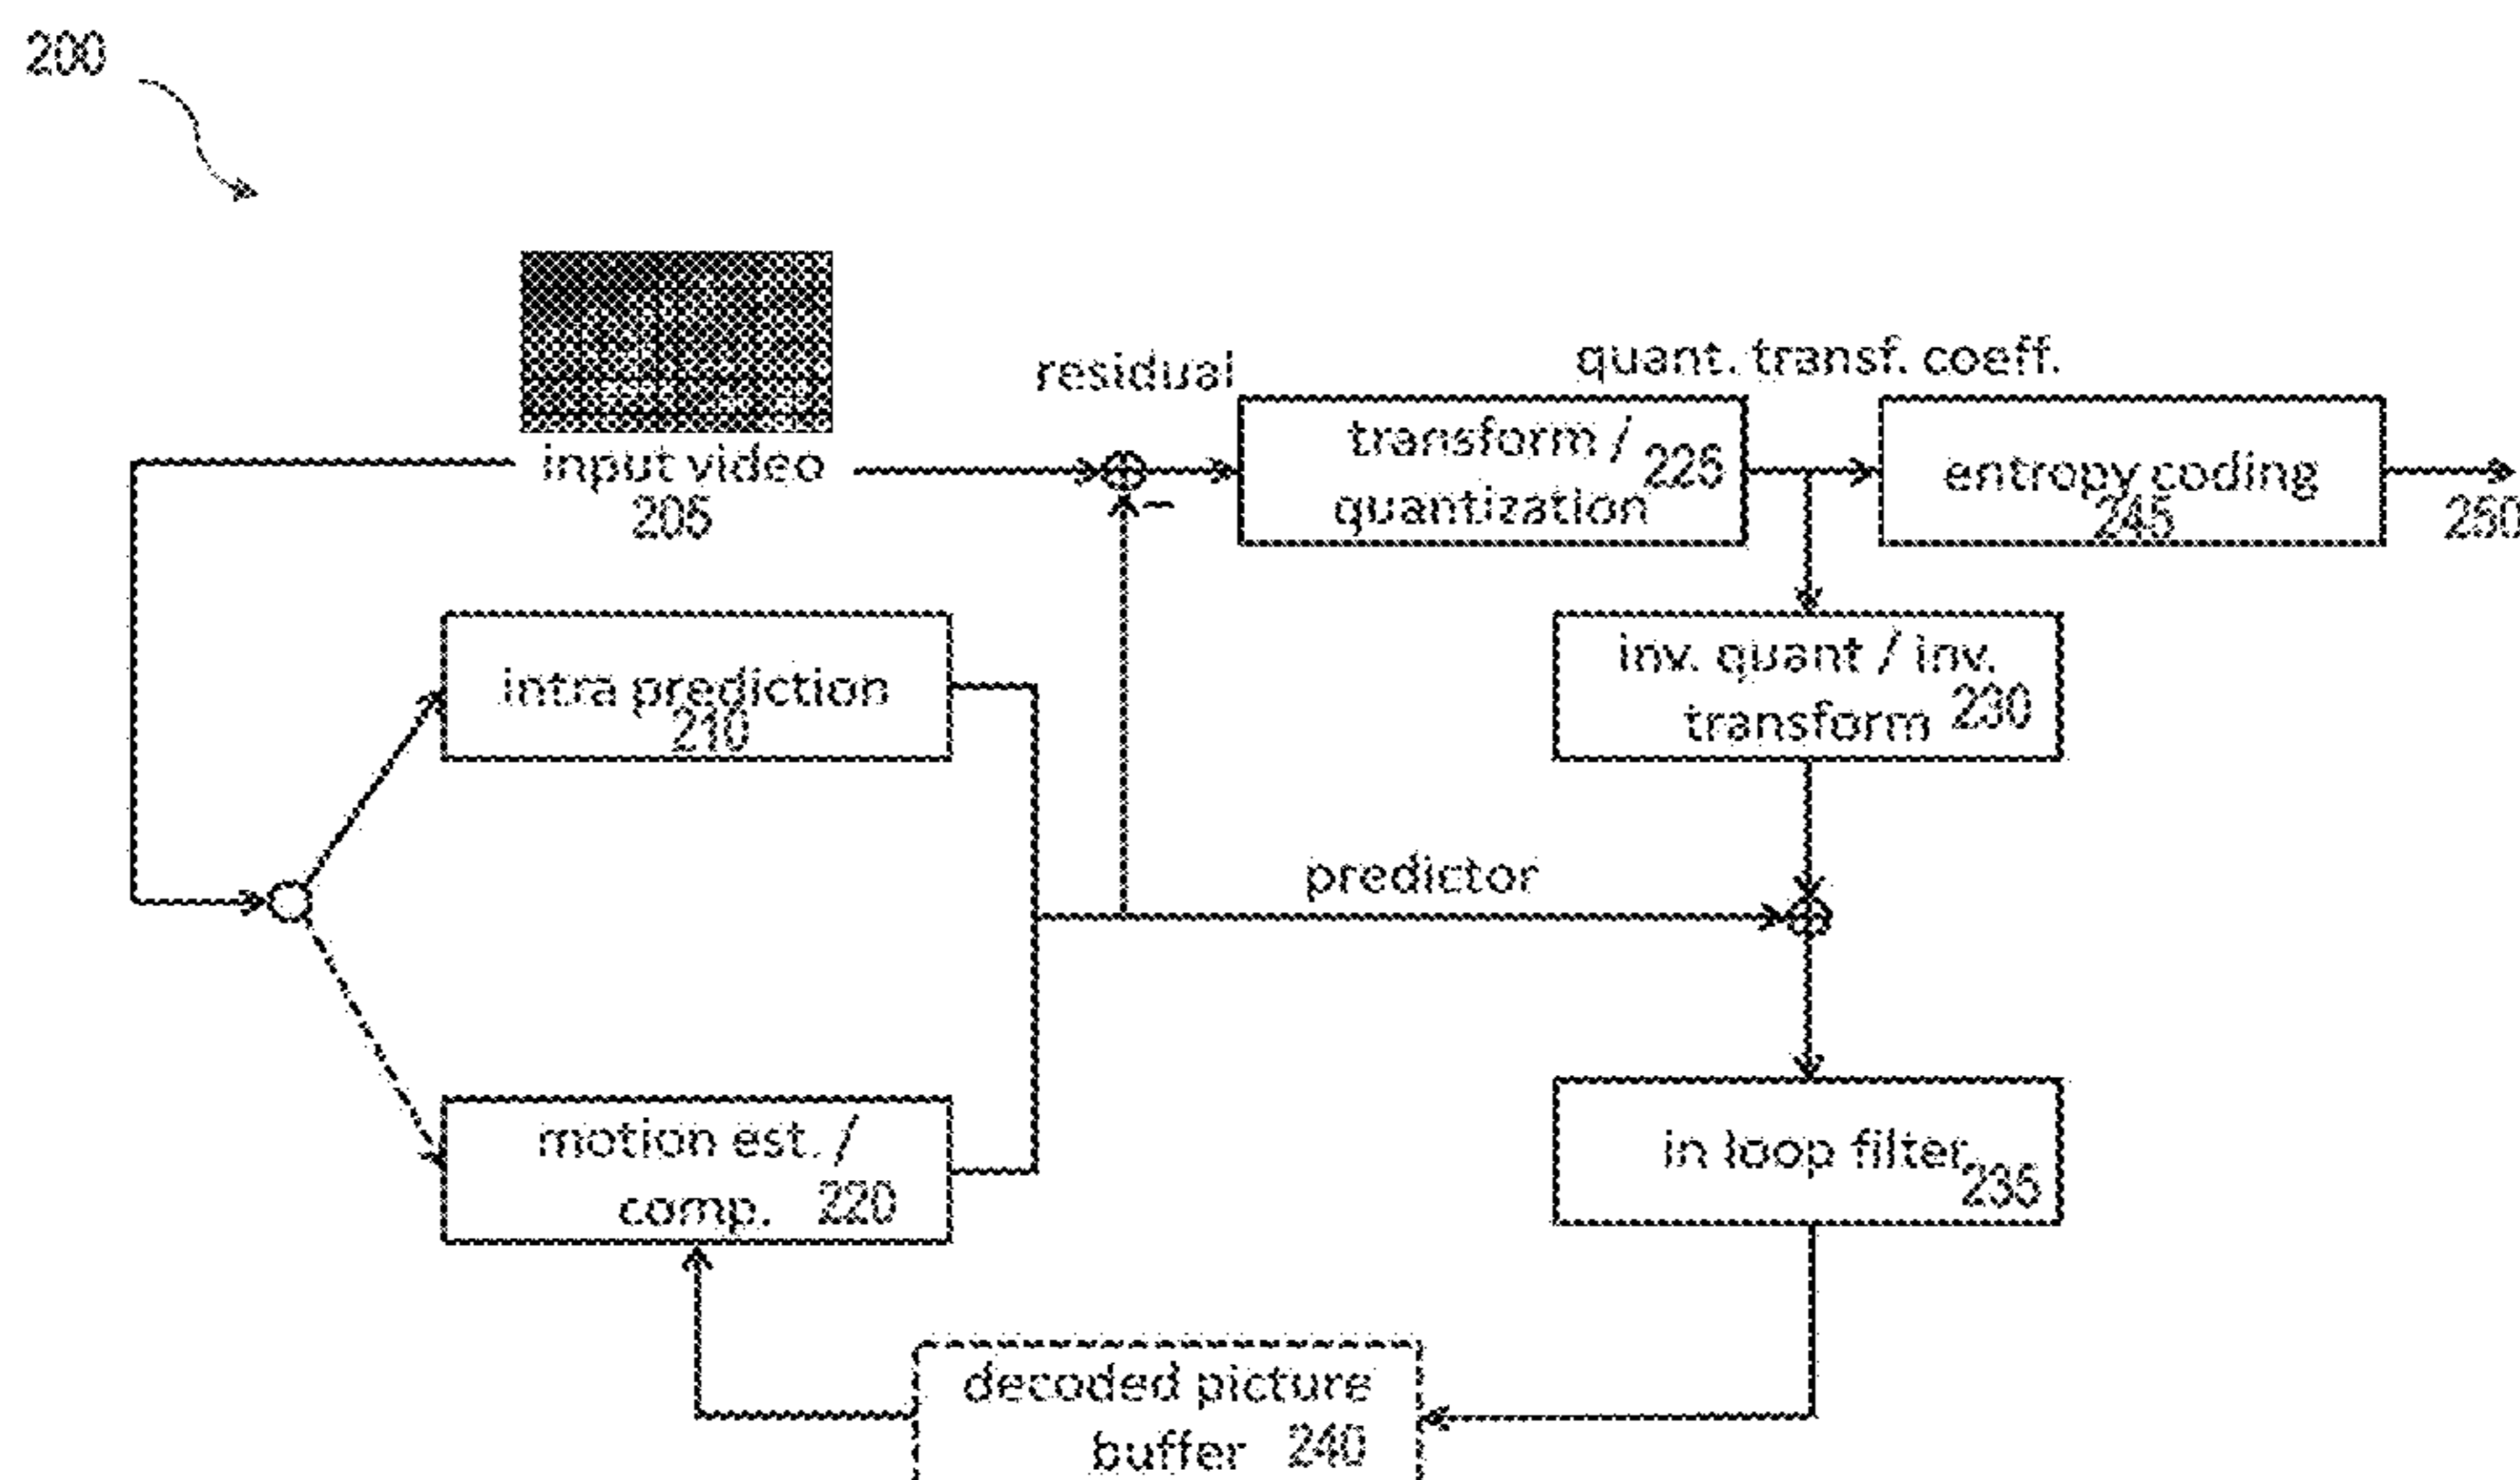 200
residual
quant. transf. coeff.
input video
205
transform /
quantization
225
entropy coding
245
250
intra prediction
210
inv. quant / inv.
transform 230
predictor
motion est. /
comp. 220
in loop filter
235
decoded picture
buffer 240